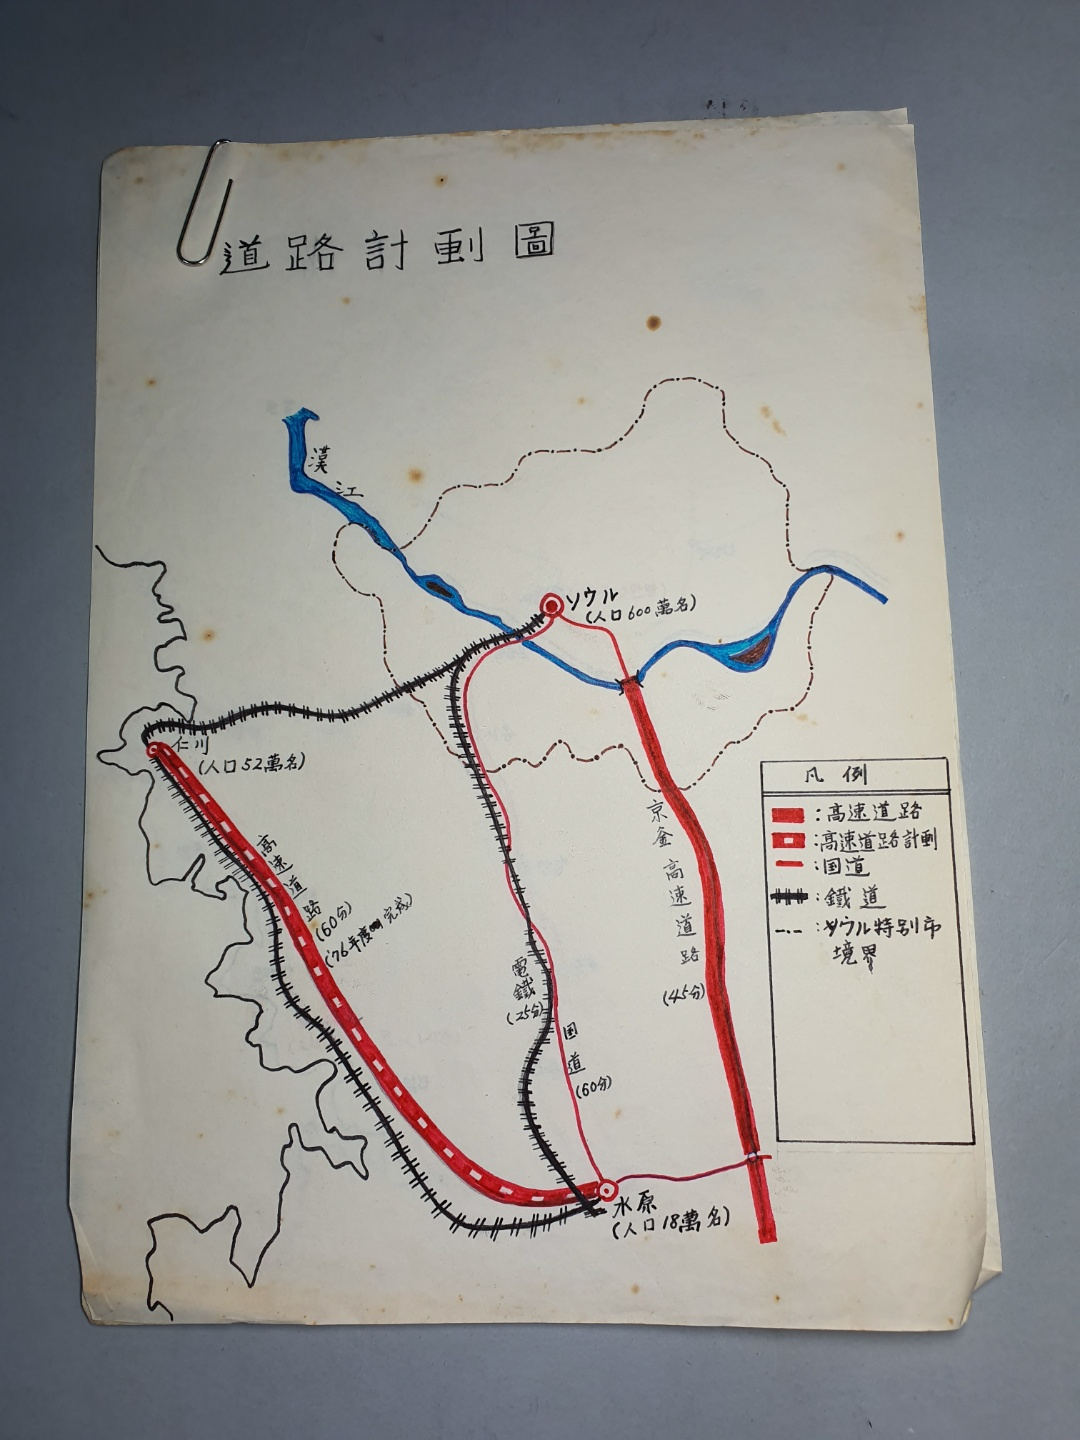 道路計劃圖
漢江
ソウル
(人口600萬名)
仁川
(人口52萬名)
高速道路
(60分)
('76年度 完成)
京釜高速道路
(45分)
電鐵
(25分)
国道
(60分)
水原
(人口18萬名)
凡例
:高速道路
:高速道路計劃
:国道
:鐵道
:ソウル特別市
境界